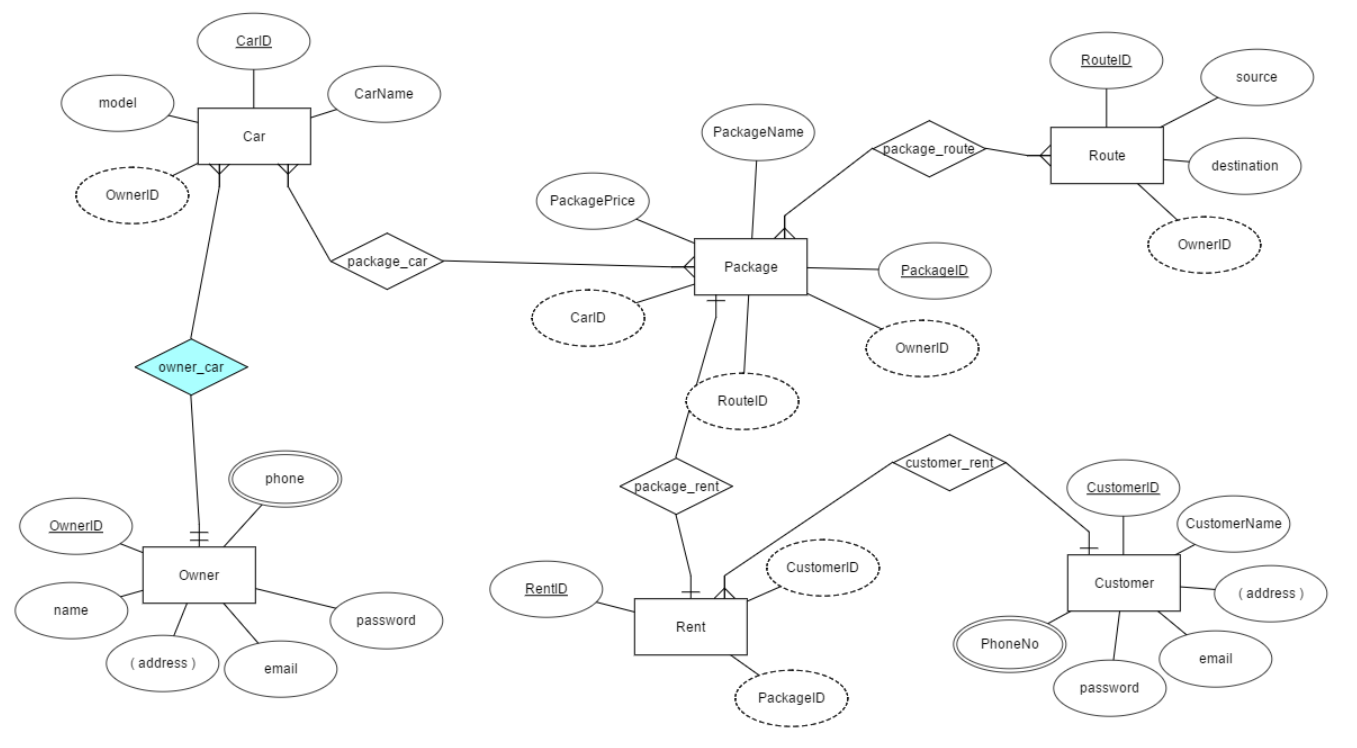 CarID
model
CarName
Car
OwnerID
RouteID
source
Route
destination
OwnerID
package_route
PackageName
PackagePrice
Package
PackageID
CarID
OwnerID
RouteID
package_car
owner_car
phone
OwnerID
Owner
name
( address )
email
password
package_rent
customer_rent
RentID
CustomerID
Rent
PackageID
CustomerID
CustomerName
Customer
( address )
PhoneNo
email
password